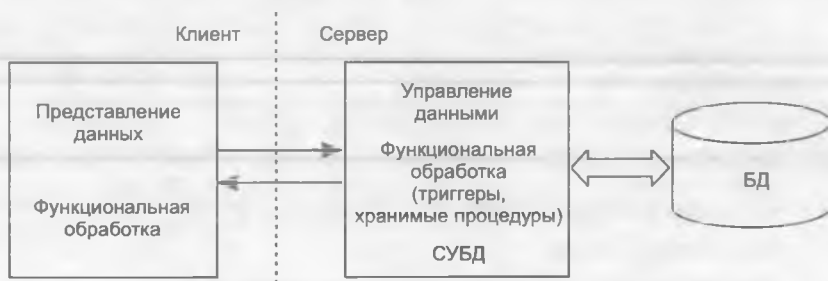 Клиент
Сервер
Представление
данных
Функциональная
обработка
Управление
данными
Функциональная
обработка
(триггеры,
хранимые процедуры)
СУБД
БД